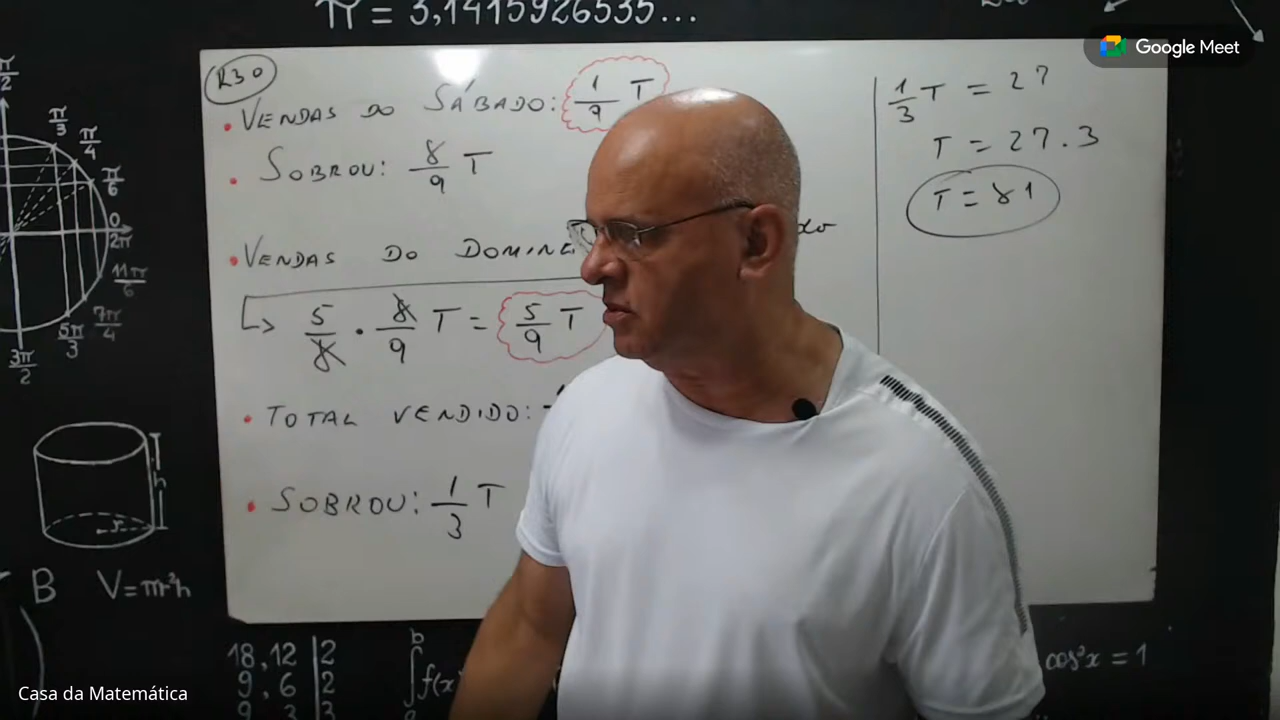 π = 3,1415926535...
Google Meet
R30
• VENDAS DO SÁBADO: 1/9 T
• SOBROU: 8/9 T
• VENDAS DO
5/8 . 8/9 T = 5/9 T
• TOTAL VENDIDO:
• SOBROU: 1/3 T
1/3 T = 27
T = 27.3
T = 81
π/2
π/3
π/4
π/6
0
2π
11π/6
7π/4
5π/3
3π/2
h
r
B V=πr²h
18,12 | 2
9, 6 | 2
b
∫ f(x)
cos²x = 1
Casa da Matemática